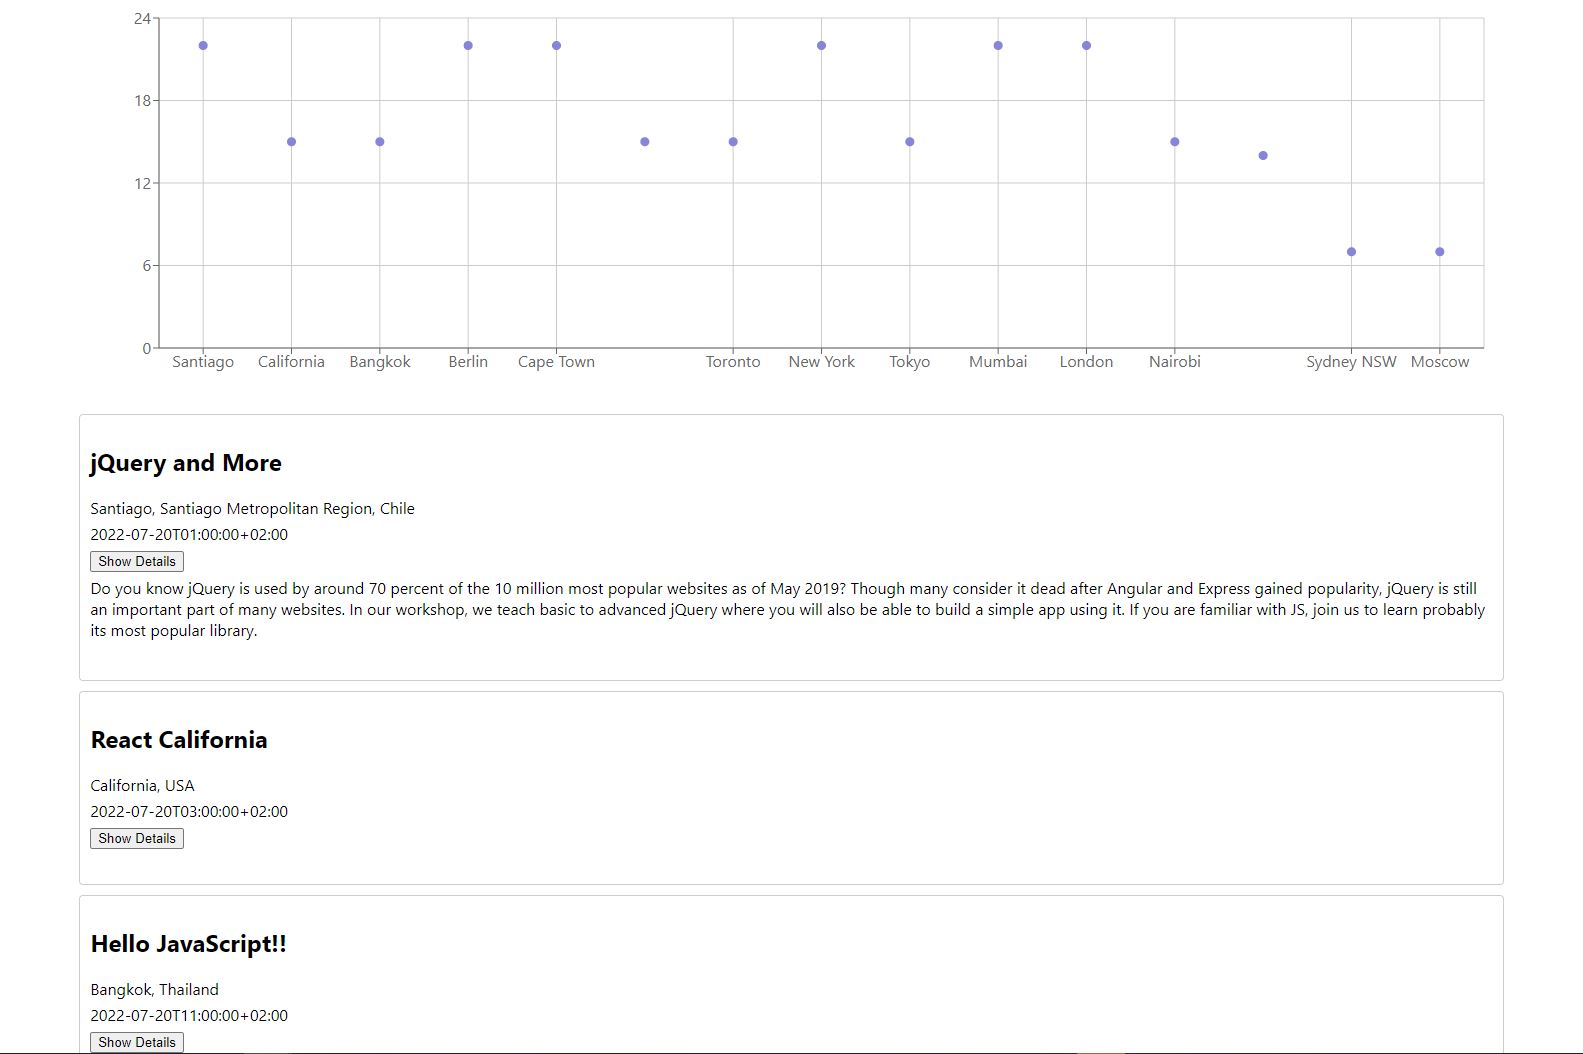 24
18
12
6
0
Santiago California Bangkok Berlin Cape Town Toronto New York Tokyo Mumbai London Nairobi Sydney NSW Moscow
jQuery and More
Santiago, Santiago Metropolitan Region, Chile
2022-07-20T01:00:00+02:00
Show Details
Do you know jQuery is used by around 70 percent of the 10 million most popular websites as of May 2019? Though many consider it dead after Angular and Express gained popularity, jQuery is still
an important part of many websites. In our workshop, we teach basic to advanced jQuery where you will also be able to build a simple app using it. If you are familiar with JS, join us to learn probably
its most popular library.
React California
California, USA
2022-07-20T03:00:00+02:00
Show Details
Hello JavaScript!!
Bangkok, Thailand
2022-07-20T11:00:00+02:00
Show Details